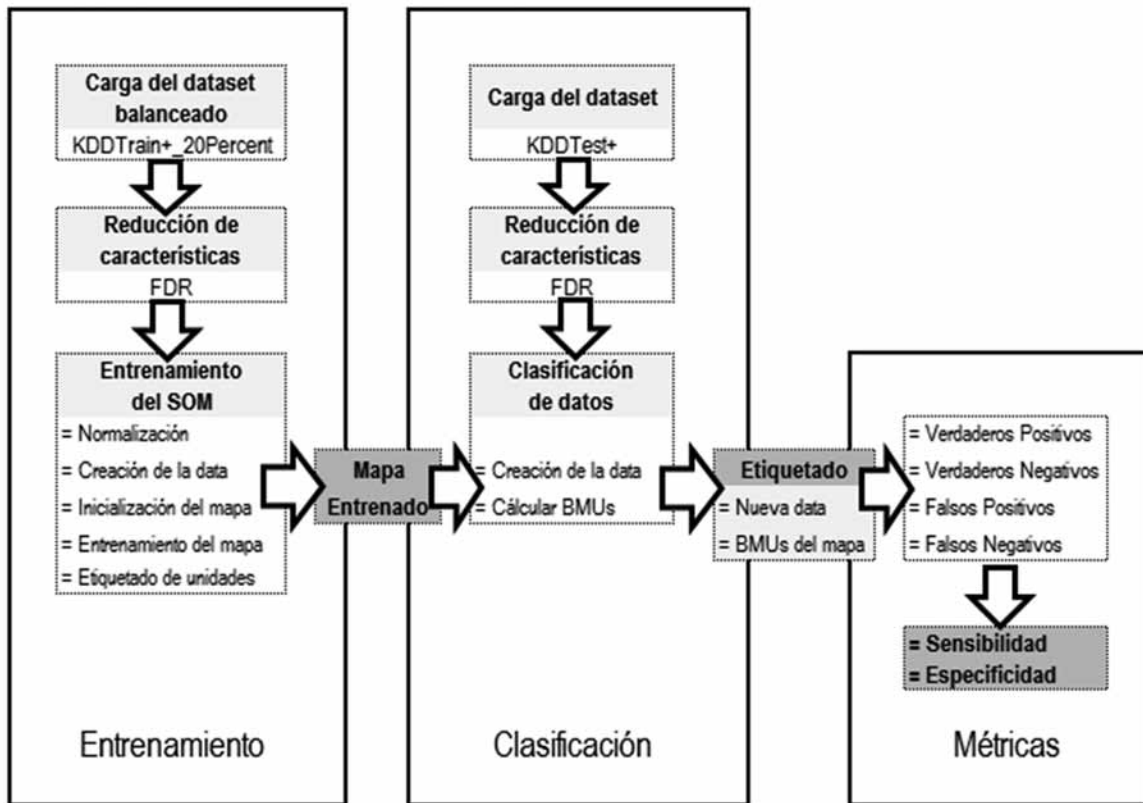 Carga del dataset
balanceado
KDDTrain+_20Percent
Reducción de
características
FDR
Entrenamiento
del SOM
= Normalización
= Creación de la data
= Inicialización del mapa
= Entrenamiento del mapa
= Etiquetado de unidades
Entrenamiento
Mapa
Entrenado
Carga del dataset
KDDTest+
Reducción de
características
FDR
Clasificación
de datos
= Creación de la data
= Cálcular BMUs
Clasificación
Etiquetado
= Nueva data
= BMUs del mapa
= Verdaderos Positivos
= Verdaderos Negativos
= Falsos Positivos
= Falsos Negativos
= Sensibilidad
= Especificidad
Métricas